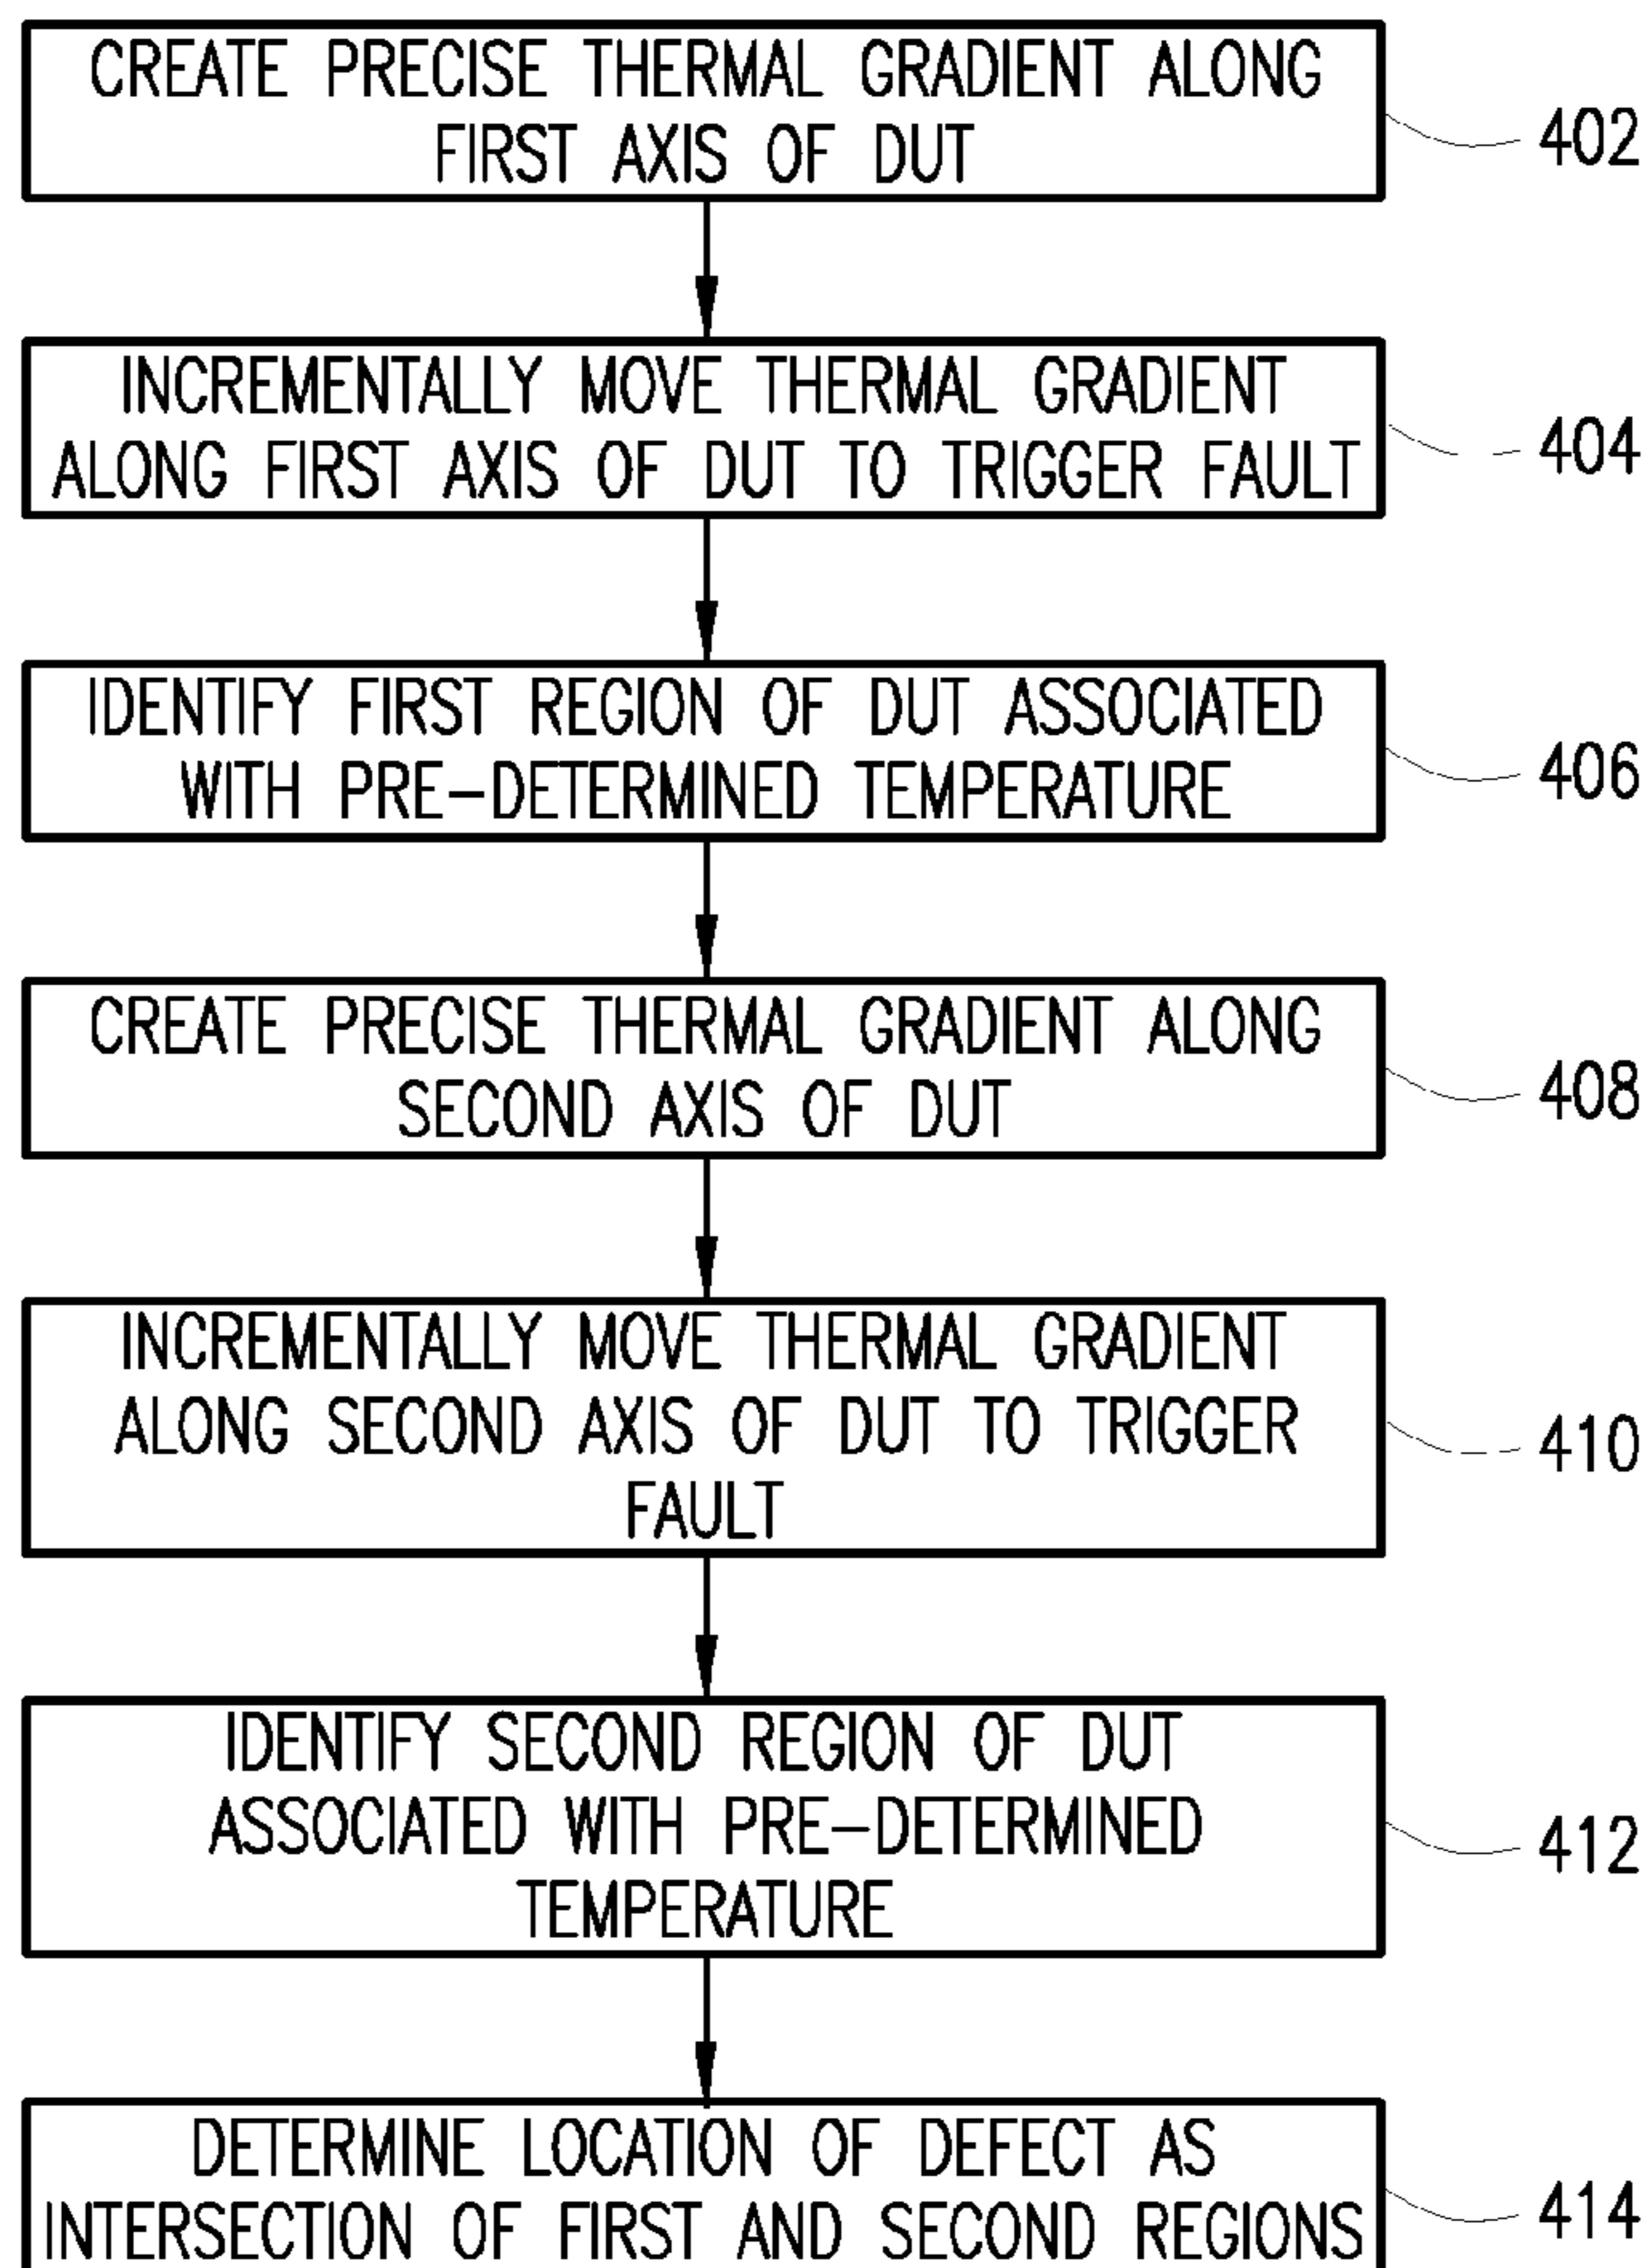 CREATE PRECISE THERMAL GRADIENT ALONG
FIRST AXIS OF DUT
402
INCREMENTALLY MOVE THERMAL GRADIENT
ALONG FIRST AXIS OF DUT TO TRIGGER FAULT
404
IDENTIFY FIRST REGION OF DUT ASSOCIATED
WITH PRE-DETERMINED TEMPERATURE
406
CREATE PRECISE THERMAL GRADIENT ALONG
SECOND AXIS OF DUT
408
INCREMENTALLY MOVE THERMAL GRADIENT
ALONG SECOND AXIS OF DUT TO TRIGGER
FAULT
410
IDENTIFY SECOND REGION OF DUT
ASSOCIATED WITH PRE-DETERMINED
TEMPERATURE
412
DETERMINE LOCATION OF DEFECT AS
INTERSECTION OF FIRST AND SECOND REGIONS
414